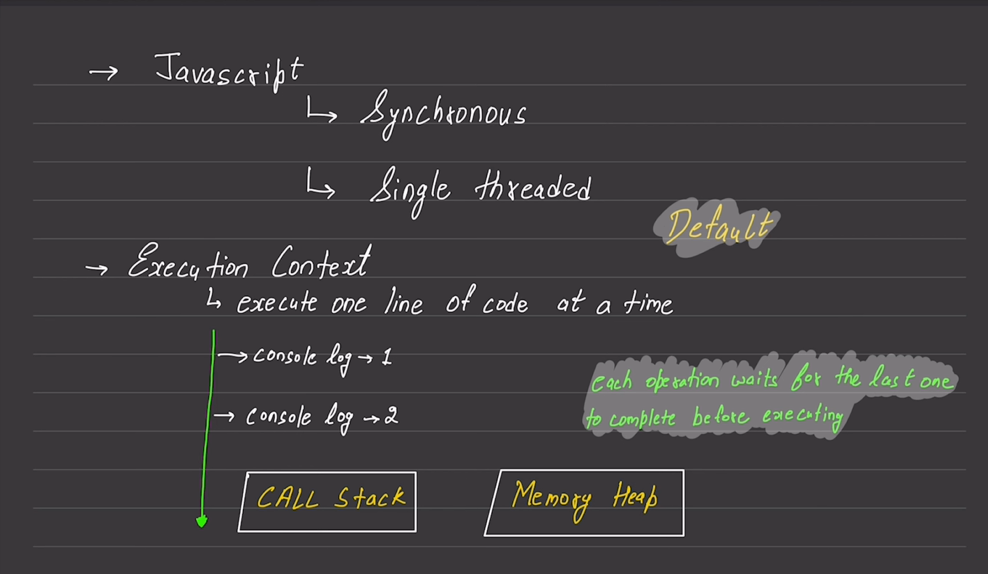 → Javascript
↳ Synchronous
↳ Single threaded
Default
→ Execution Context
↳ execute one line of code at a time
→ console log → 1
each operation waits for the last one
→ console log → 2
to complete before executing
CALL Stack
Memory Heap